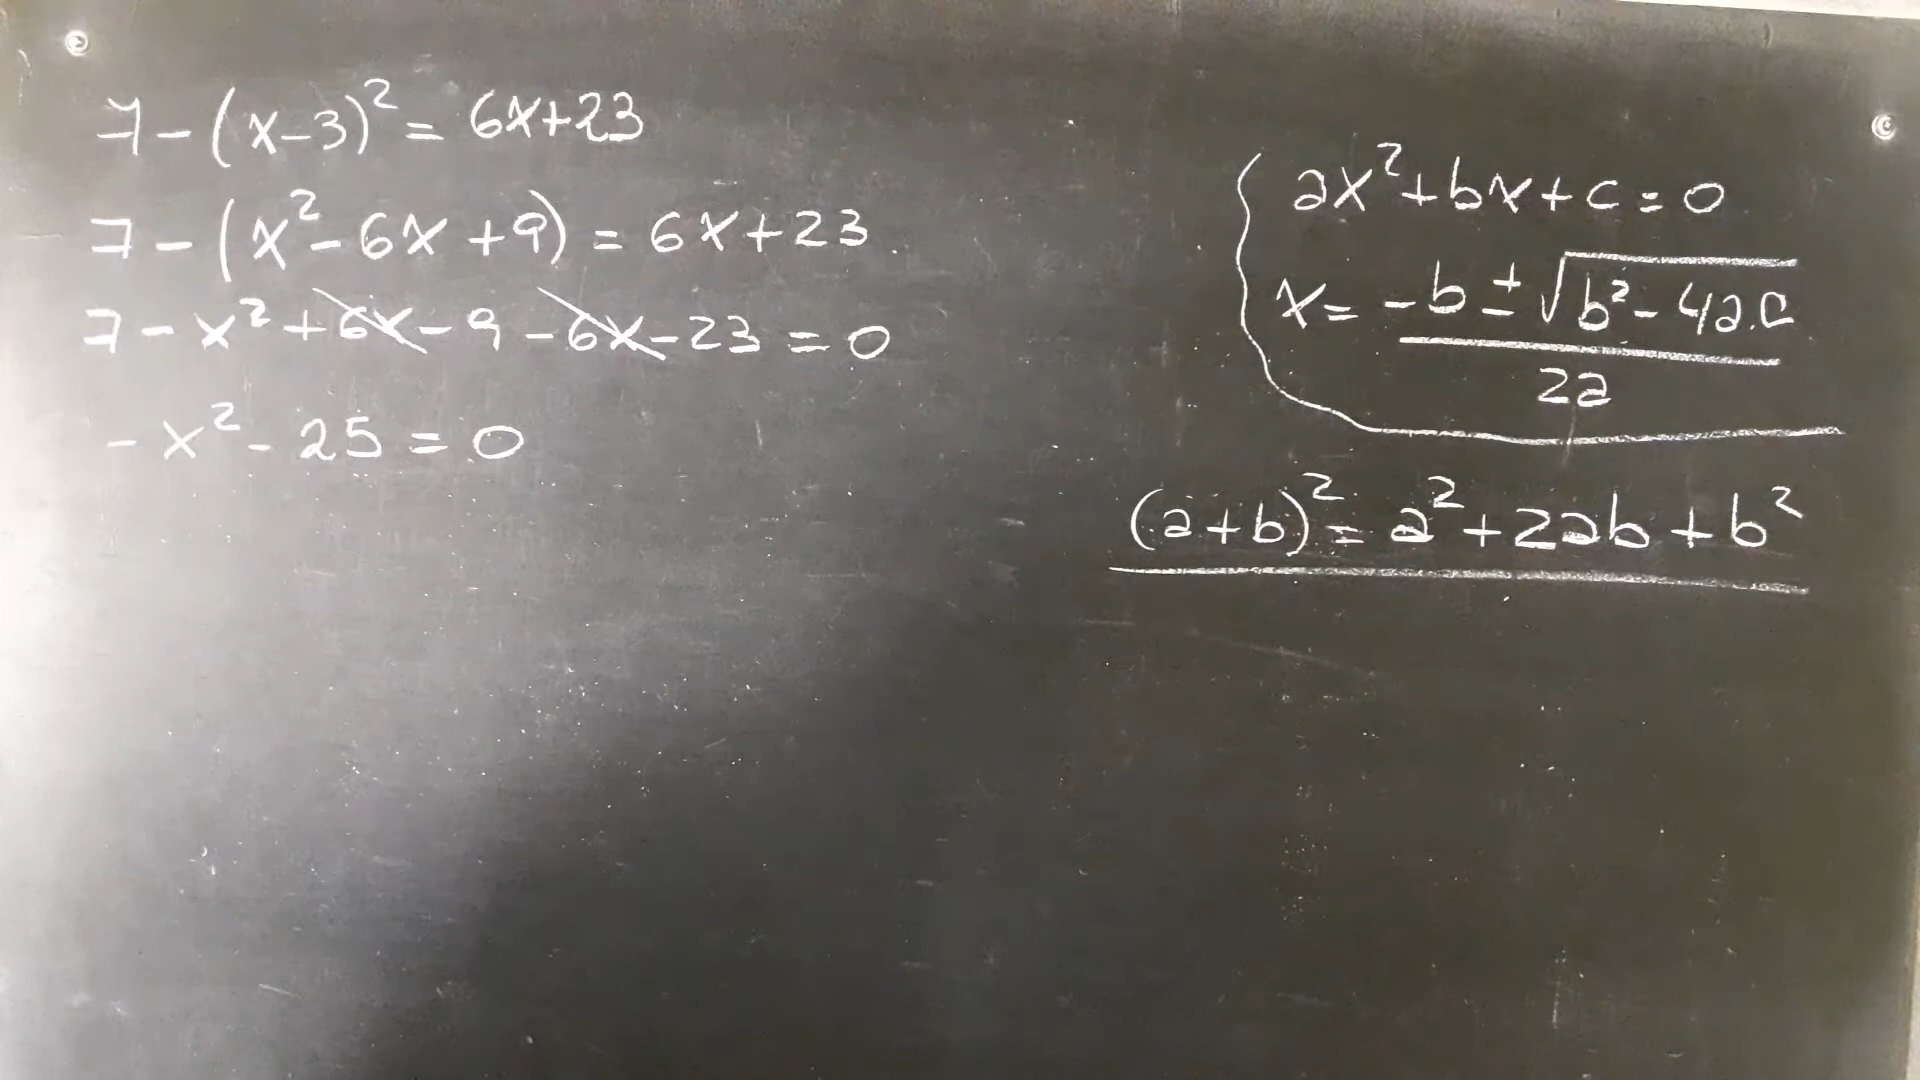 7-(x-3)²=6x+23
7-(x²-6x+9)=6x+23
7-x²+6x-9-6x-23=0
-x²-25=0
ax²+bx+c=0
x=-b±√b²-4a.c
2a
(a+b)²=a²+2ab+b²